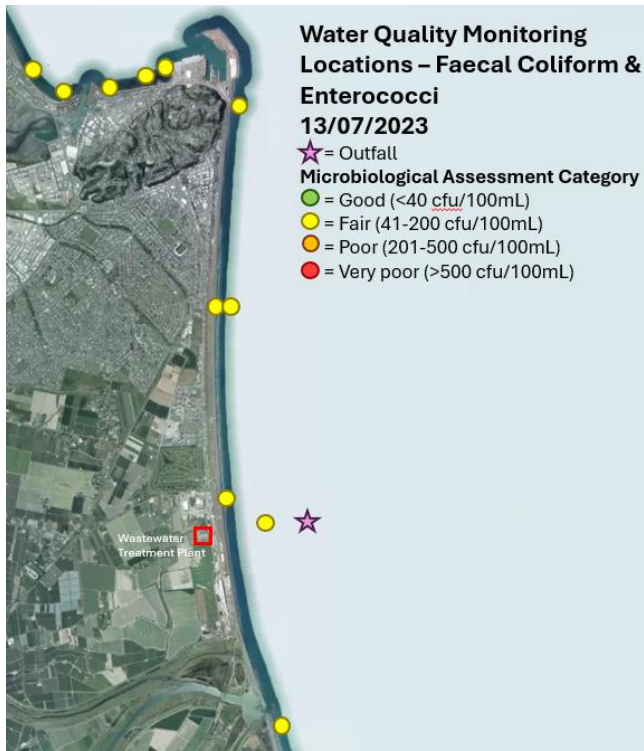 Water Quality Monitoring
Locations – Faecal Coliform &
Enterococci
13/07/2023
= Outfall
Microbiological Assessment Category
= Good (<40 cfu/100mL)
= Fair (41-200 cfu/100mL)
= Poor (201-500 cfu/100mL)
= Very poor (>500 cfu/100mL)
Wastewater
Treatment Plant